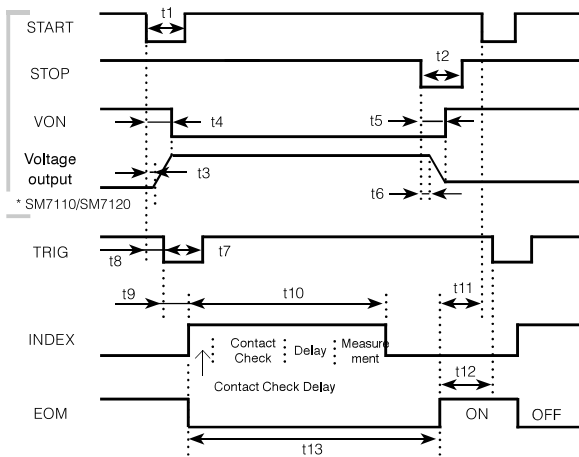 START
t1
STOP
t2
VON
t4
t5
Voltage
output
t3
t6
* SM7110/SM7120
TRIG
t8
t7
t9
t10
t11
INDEX
Contact
Check
Delay
Measure
ment
Contact Check Delay
t12
EOM
ON
OFF
t13